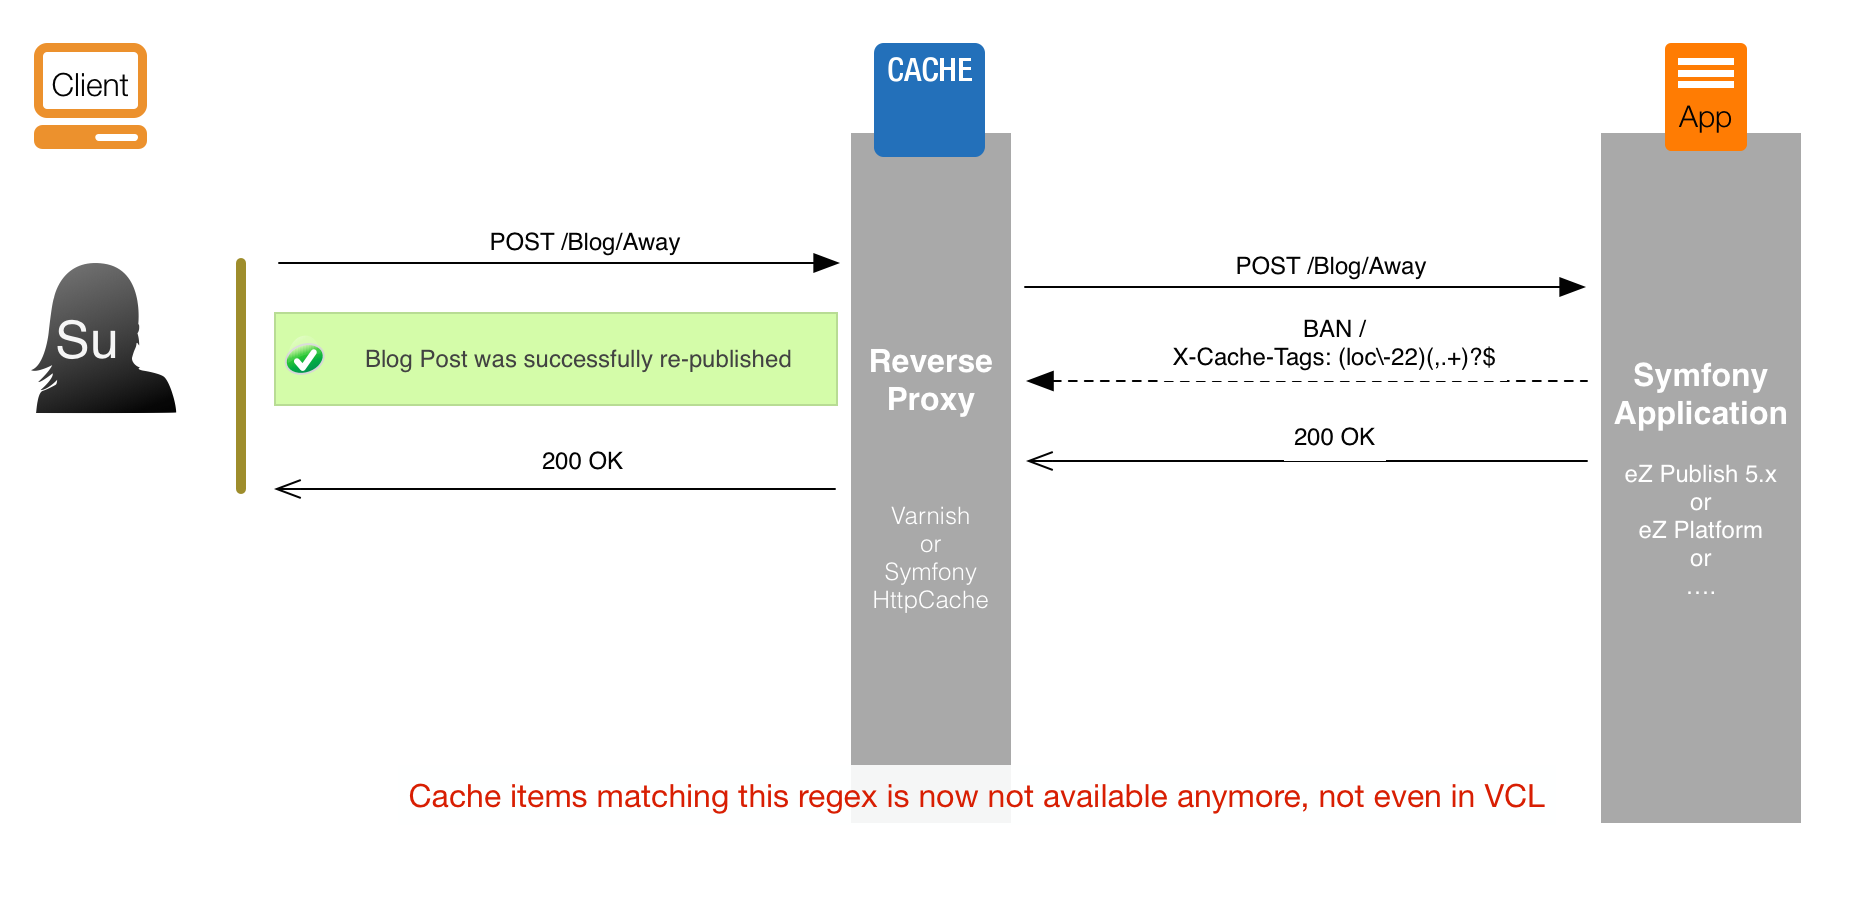 Client
CACHE
App
POST /Blog/Away
POST /Blog/Away
Su
BAN /
X-Cache-Tags: (loc\-22)(,.+)?$
Blog Post was successfully re-published
Reverse
Proxy
Symfony
Application
200 OK
200 OK
eZ Publish 5.x
or
eZ Platform
or
....
Varnish
or
Symfony
HttpCache
Cache items matching this regex is now not available anymore, not even in VCL